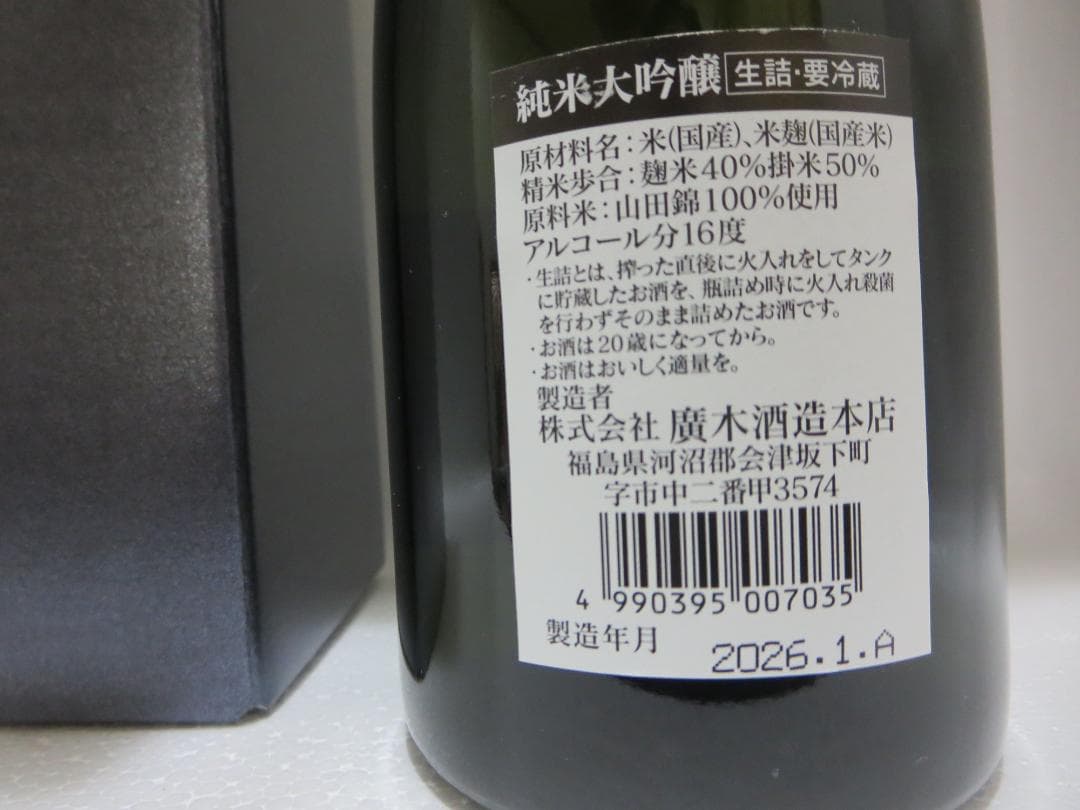 純米大吟醸 生詰・要冷蔵
原材料名：米(国産)、米麹(国産米)
精米歩合：麹米40%掛米50%
原料米：山田錦100%使用
アルコール分16度
・生詰とは、搾った直後に火入れをしてタンク
に貯蔵したお酒を、瓶詰め時に火入れ殺菌
を行わずそのまま詰めたお酒です。
・お酒は20歳になってから。
・お酒はおいしく適量を。
製造者
株式会社 廣木酒造本店
福島県河沼郡会津坂下町
字市中二番甲3574
4 990395 007035
製造年月 2026.1.A